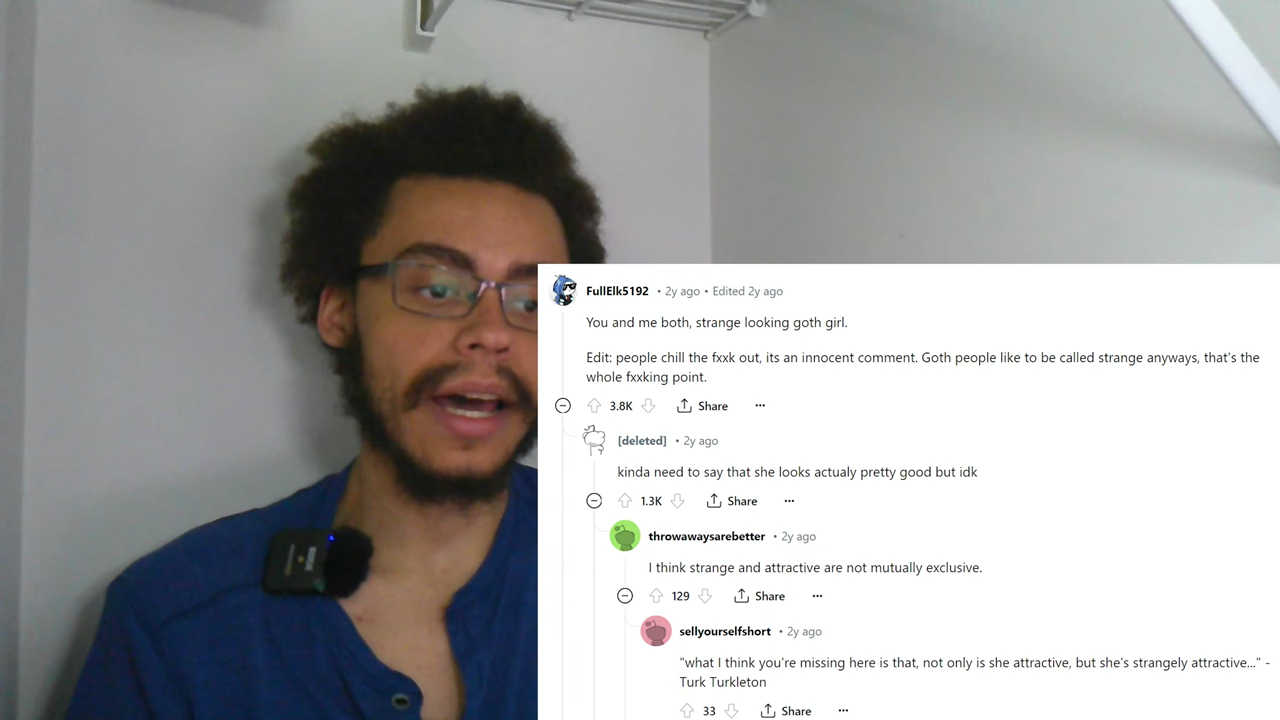 FullElk5192 • 2y ago • Edited 2y ago
You and me both, strange looking goth girl.
Edit: people chill the fxxk out, its an innocent comment. Goth people like to be called strange anyways, that's the
whole fxxking point.
3.8K Share ...
[deleted] • 2y ago
kinda need to say that she looks actualy pretty good but idk
1.3K Share ...
throwawaysarebetter • 2y ago
I think strange and attractive are not mutually exclusive.
129 Share ...
sellyourselfshort • 2y ago
"what I think you're missing here is that, not only is she attractive, but she's strangely attractive..." -
Turk Turkleton
33 Share ...